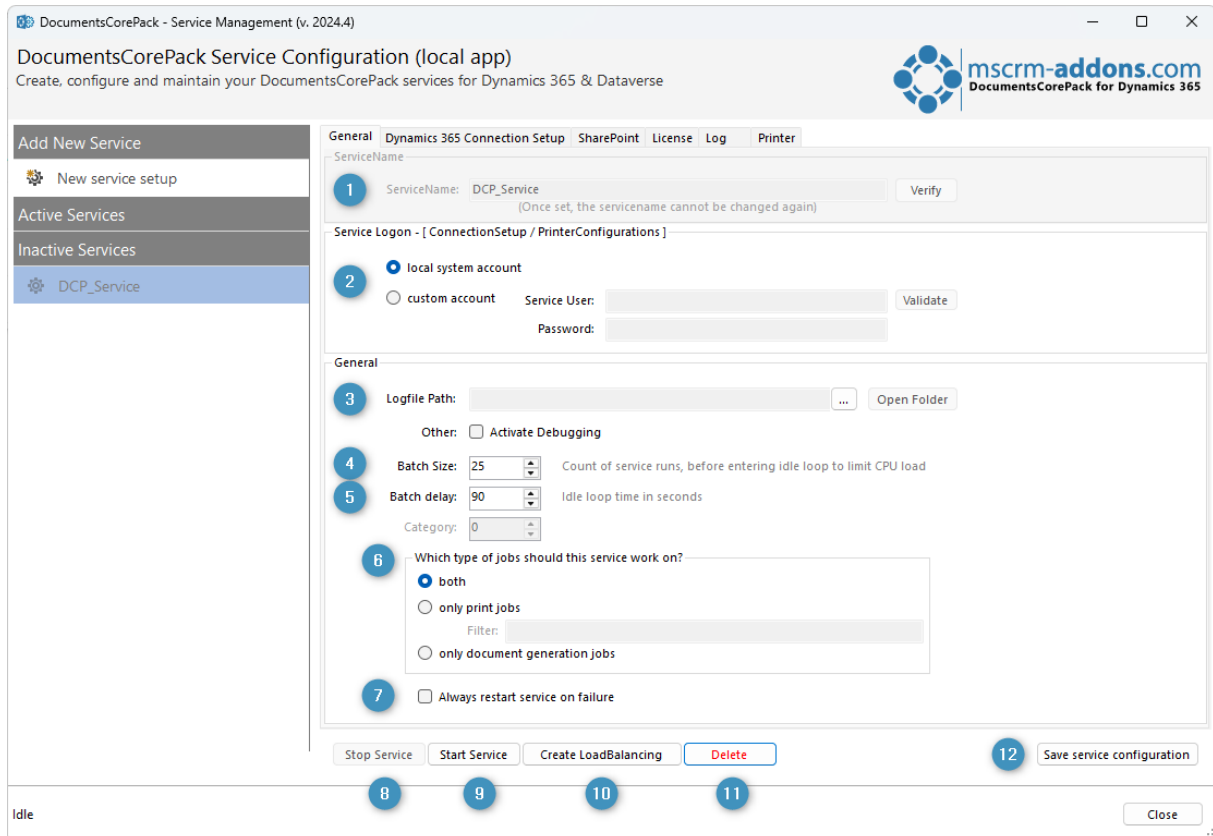 DocumentsCorePack - Service Management (v. 2024.4)
DocumentsCorePack Service Configuration (local app)
Create, configure and maintain your DocumentsCorePack services for Dynamics 365 & Dataverse
mscrm-addons.com
DocumentsCorePack for Dynamics 365
Add New Service
New service setup
Active Services
Inactive Services
DCP_Service
General Dynamics 365 Connection Setup SharePoint License Log Printer
ServiceName
1 ServiceName: DCP_Service Verify
(Once set, the servicename cannot be changed again)
Service Logon - [ ConnectionSetup / PrinterConfigurations ]
2 local system account
custom account Service User: Validate
Password:
General
3 Logfile Path: ... Open Folder
Other: Activate Debugging
4 Batch Size: 25 Count of service runs, before entering idle loop to limit CPU load
5 Batch delay: 90 Idle loop time in seconds
Category: 0
6 Which type of jobs should this service work on?
both
only print jobs
Filter:
only document generation jobs
7 Always restart service on failure
Stop Service Start Service Create LoadBalancing Delete 12 Save service configuration
8 9 10 11
Idle Close